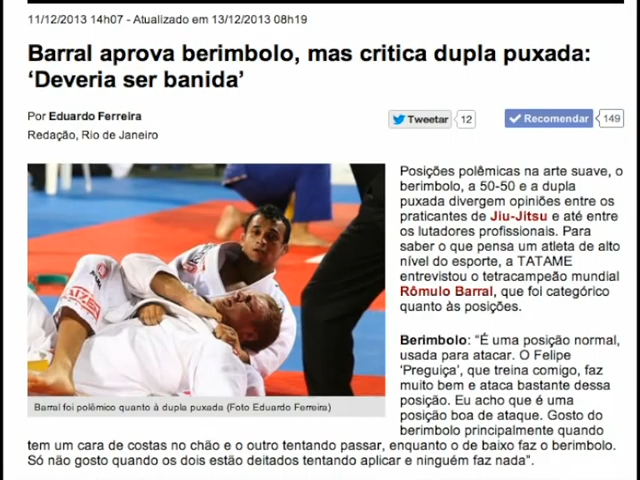 11/12/2013 14h07 - Atualizado em 13/12/2013 08h19
Barral aprova berimbolo, mas critica dupla puxada:
‘Deveria ser banida’
Por Eduardo Ferreira
Redação, Rio de Janeiro
Tweetar 12
Recomendar 149
Posições polêmicas na arte suave, o
berimbolo, a 50-50 e a dupla
puxada divergem opiniões entre os
praticantes de Jiu-Jitsu e até entre
os lutadores profissionais. Para
saber o que pensa um atleta de alto
nível do esporte, a TATAME
entrevistou o tetracampeão mundial
Rômulo Barral, que foi categórico
quanto às posições.
Barral foi polêmico quanto à dupla puxada (Foto Eduardo Ferreira)
Berimbolo: “É uma posição normal,
usada para atacar. O Felipe
‘Preguiça’, que treina comigo, faz
muito bem e ataca bastante dessa
posição. Eu acho que é uma
posição boa de ataque. Gosto do
berimbolo principalmente quando
tem um cara de costas no chão e o outro tentando passar, enquanto o de baixo faz o berimbolo.
Só não gosto quando os dois estão deitados tentando aplicar e ninguém faz nada”.